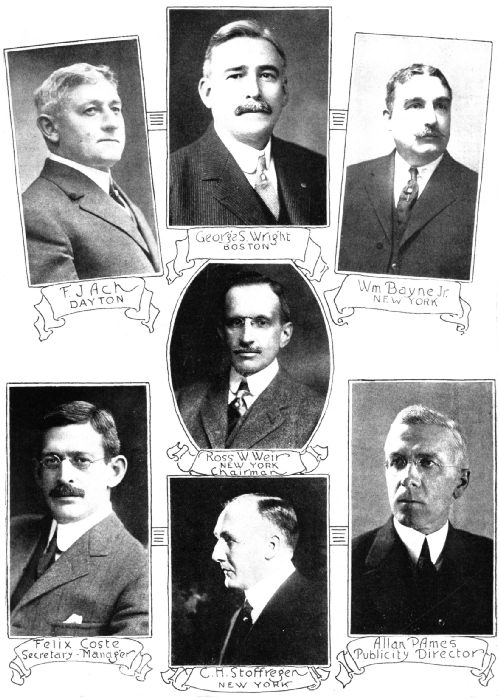 F. J. Ach
DAYTON
George S. Wright
BOSTON
Wm Bayne Jr.
NEW YORK
Ross W Weir
NEW YORK
Chairman
Felix Coste
Secretary-Manager
C. H. Stoffregen
NEW YORK
Allan P Ames
Publicity Director